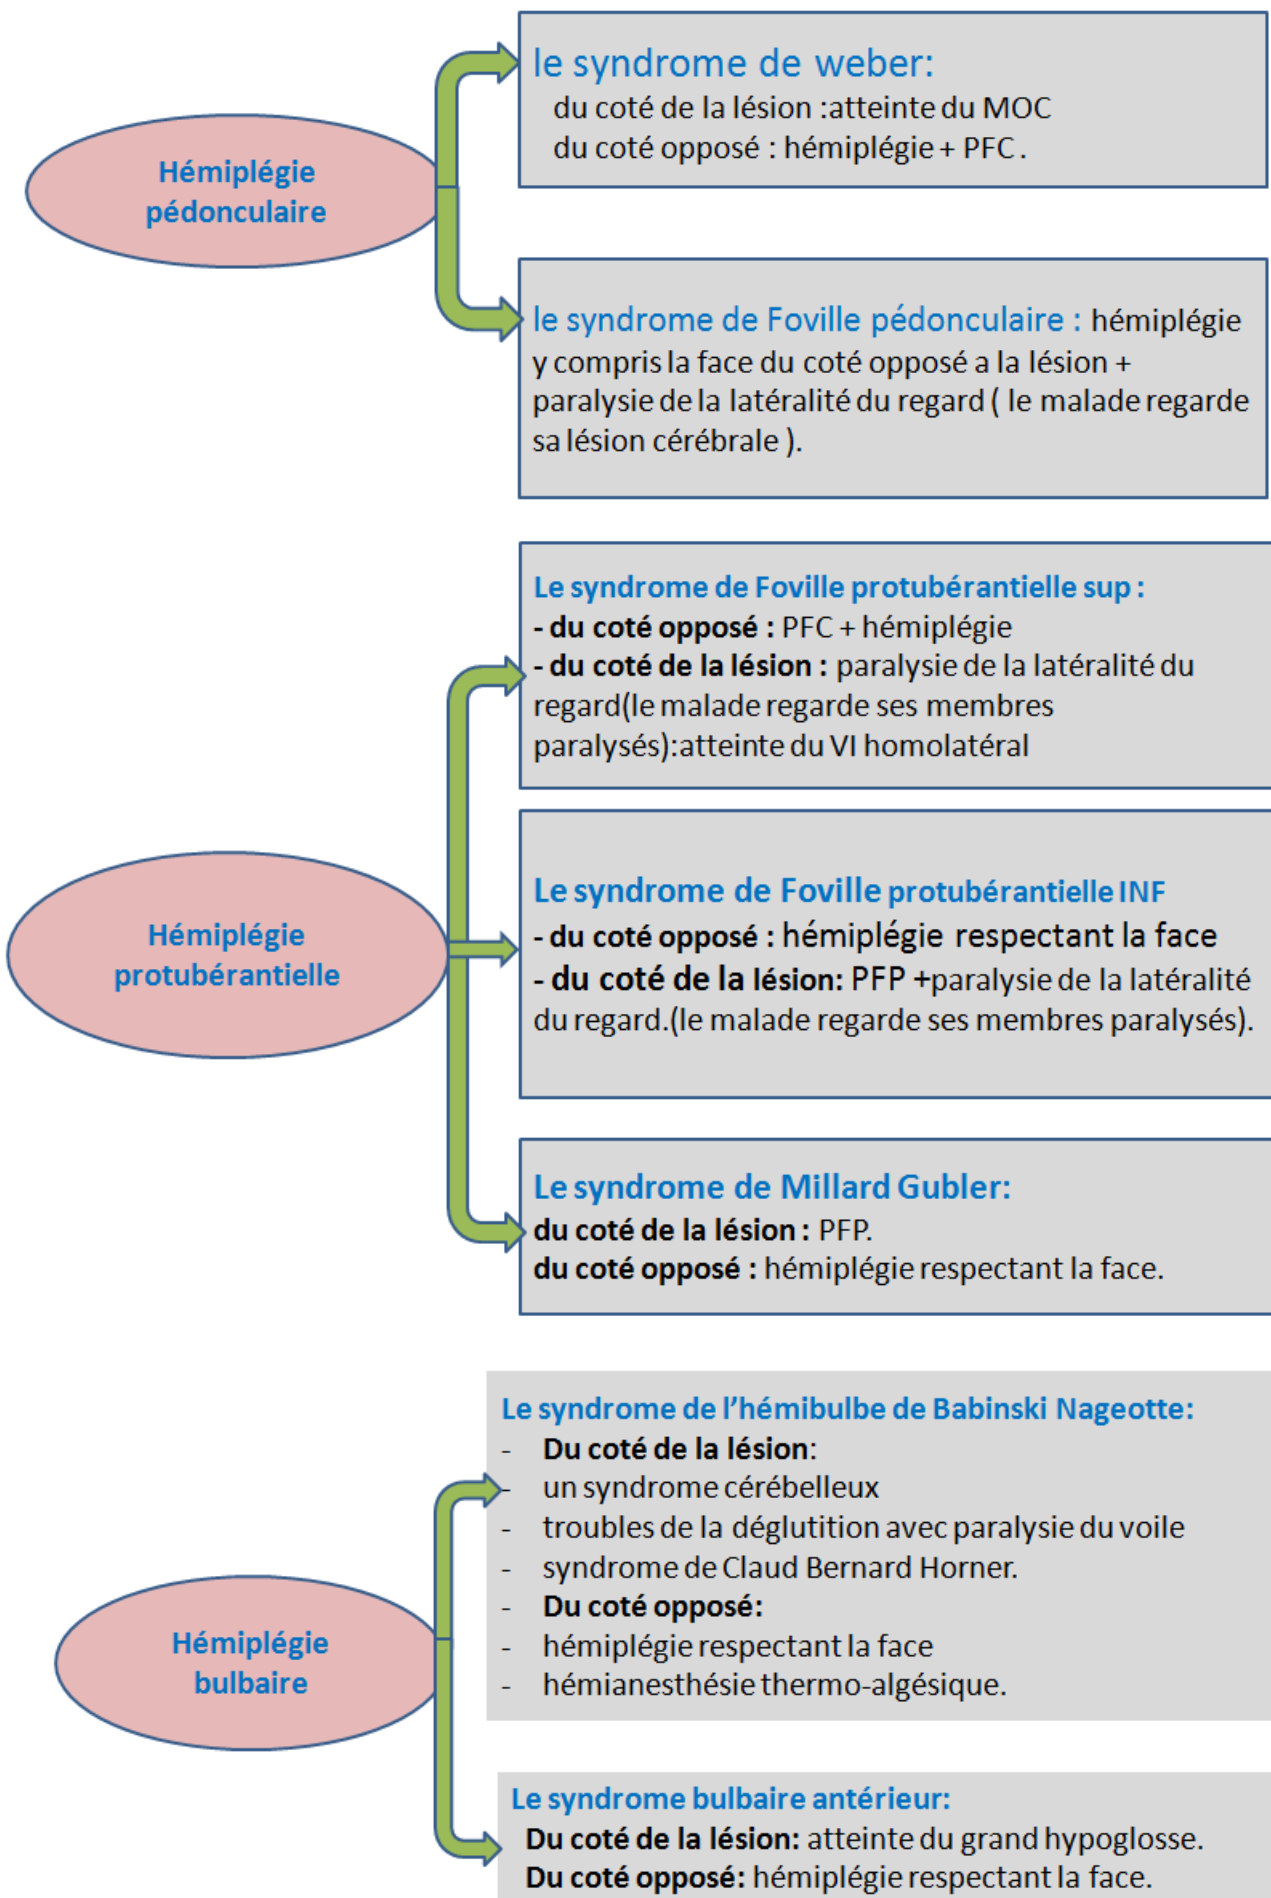 Hémiplégie
pédonculaire
le syndrome de weber:
du coté de la lésion :atteinte du MOC
du coté opposé : hémiplégie + PFC .
le syndrome de Foville pédonculaire : hémiplégie
y compris la face du coté opposé a la lésion +
paralysie de la latéralité du regard ( le malade regarde
sa lésion cérébrale ).
Hémiplégie
protubérantielle
Le syndrome de Foville protubérantielle sup :
- du coté opposé : PFC + hémiplégie
- du coté de la lésion : paralysie de la latéralité du
regard(le malade regarde ses membres
paralysés):atteinte du VI homolatéral
Le syndrome de Foville protubérantielle INF
- du coté opposé : hémiplégie respectant la face
- du coté de la lésion: PFP +paralysie de la latéralité
du regard.(le malade regarde ses membres paralysés).
Le syndrome de Millard Gubler:
du coté de la lésion : PFP.
du coté opposé : hémiplégie respectant la face.
Hémiplégie
bulbaire
Le syndrome de l’hémibulbe de Babinski Nageotte:
- Du coté de la lésion:
- un syndrome cérébelleux
- troubles de la déglutition avec paralysie du voile
- syndrome de Claud Bernard Horner.
- Du coté opposé:
- hémiplégie respectant la face
- hémianesthésie thermo-algésique.
Le syndrome bulbaire antérieur:
Du coté de la lésion: atteinte du grand hypoglosse.
Du coté opposé: hémiplégie respectant la face.